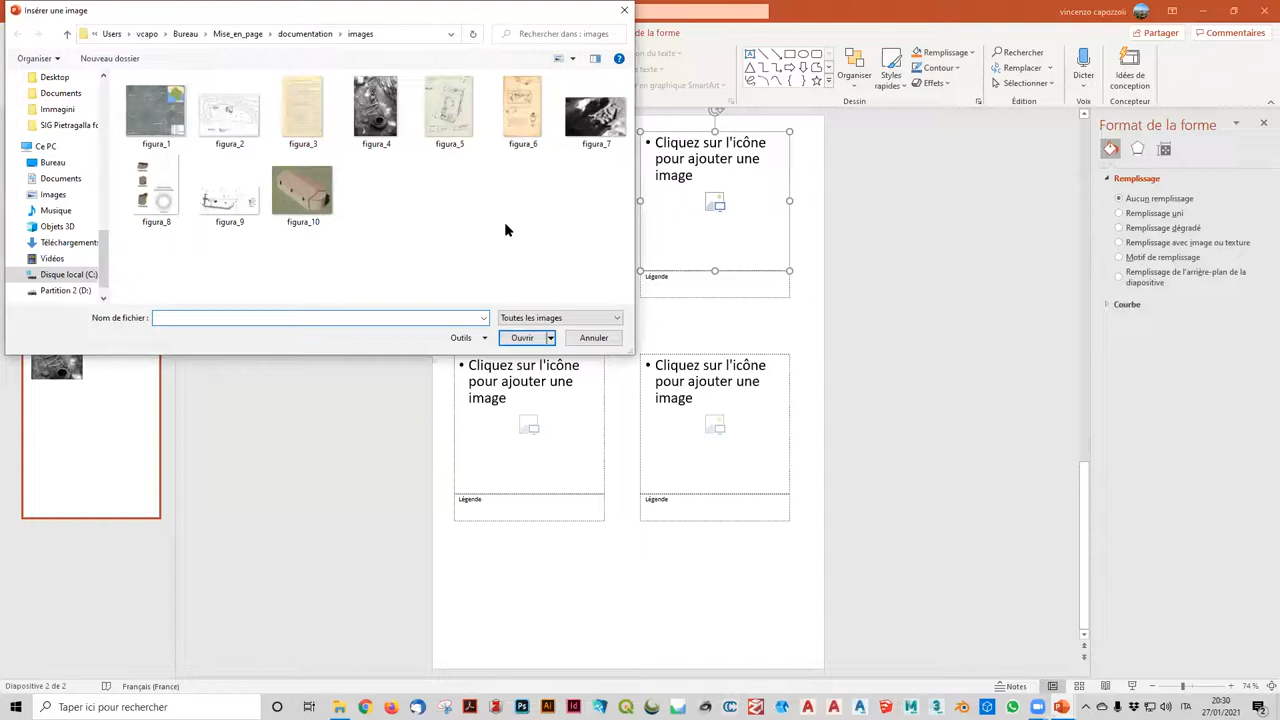 Insérer une image
vincenzo capozzoli
Users
vcapo
Bureau
Mise_en_page
documentation
images
Rechercher dans : images
Partager
Commentaires
Organiser
Nouveau dossier
Desktop
Documents
Immagini
SIG Pietragalla fo
Ce PC
Bureau
Documents
Images
Musique
Objets 3D
Téléchargements
Vidéos
Disque local (C:)
Partition 2 (D:)
figura_1
figura_2
figura_3
figura_4
figura_5
figura_6
figura_7
figura_8
figura_9
figura_10
Nom de fichier :
Toutes les images
Outils
Ouvrir
Annuler
de la forme
du texte
texte
en graphique SmartArt
Organiser
Styles
rapides
Remplissage
Contour
Effets
Dessin
Rechercher
Remplacer
Sélectionner
Édition
Dicter
Voix
Idées de
conception
Concepteur
• Cliquez sur l'icône
pour ajouter une
image
Légende
• Cliquez sur l'icône
pour ajouter une
image
Légende
• Cliquez sur l'icône
pour ajouter une
image
Légende
Format de la forme
Remplissage
Aucun remplissage
Remplissage uni
Remplissage dégradé
Remplissage avec image ou texture
Motif de remplissage
Remplissage de l'arrière-plan de la
diapositive
Courbe
Diapositive 2 de 2
Français (France)
Notes
74 %
Taper ici pour rechercher
ITA
20:30
27/01/2021